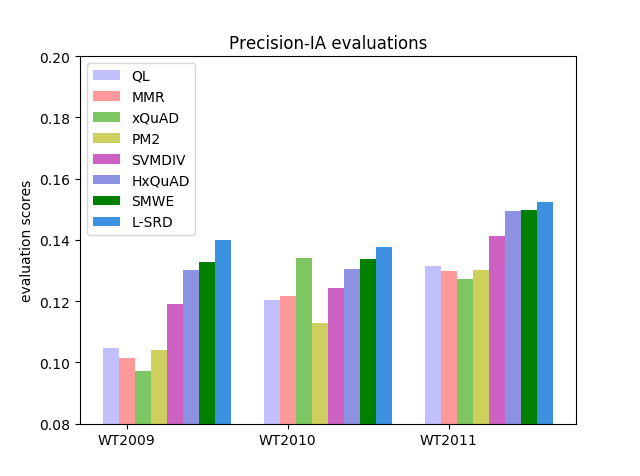 Precision-IA evaluations
0.20
0.18
0.16
0.14
0.12
0.10
0.08
evaluation scores
QL
MMR
xQuAD
PM2
SVMDIV
HxQuAD
SMWE
L-SRD
WT2009 WT2010 WT2011